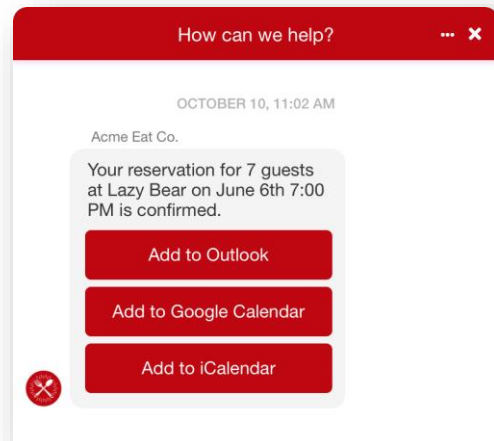 How can we help?
OCTOBER 10, 11:02 AM
Acme Eat Co.
Your reservation for 7 guests
at Lazy Bear on June 6th 7:00
PM is confirmed.
Add to Outlook
Add to Google Calendar
Add to iCalendar